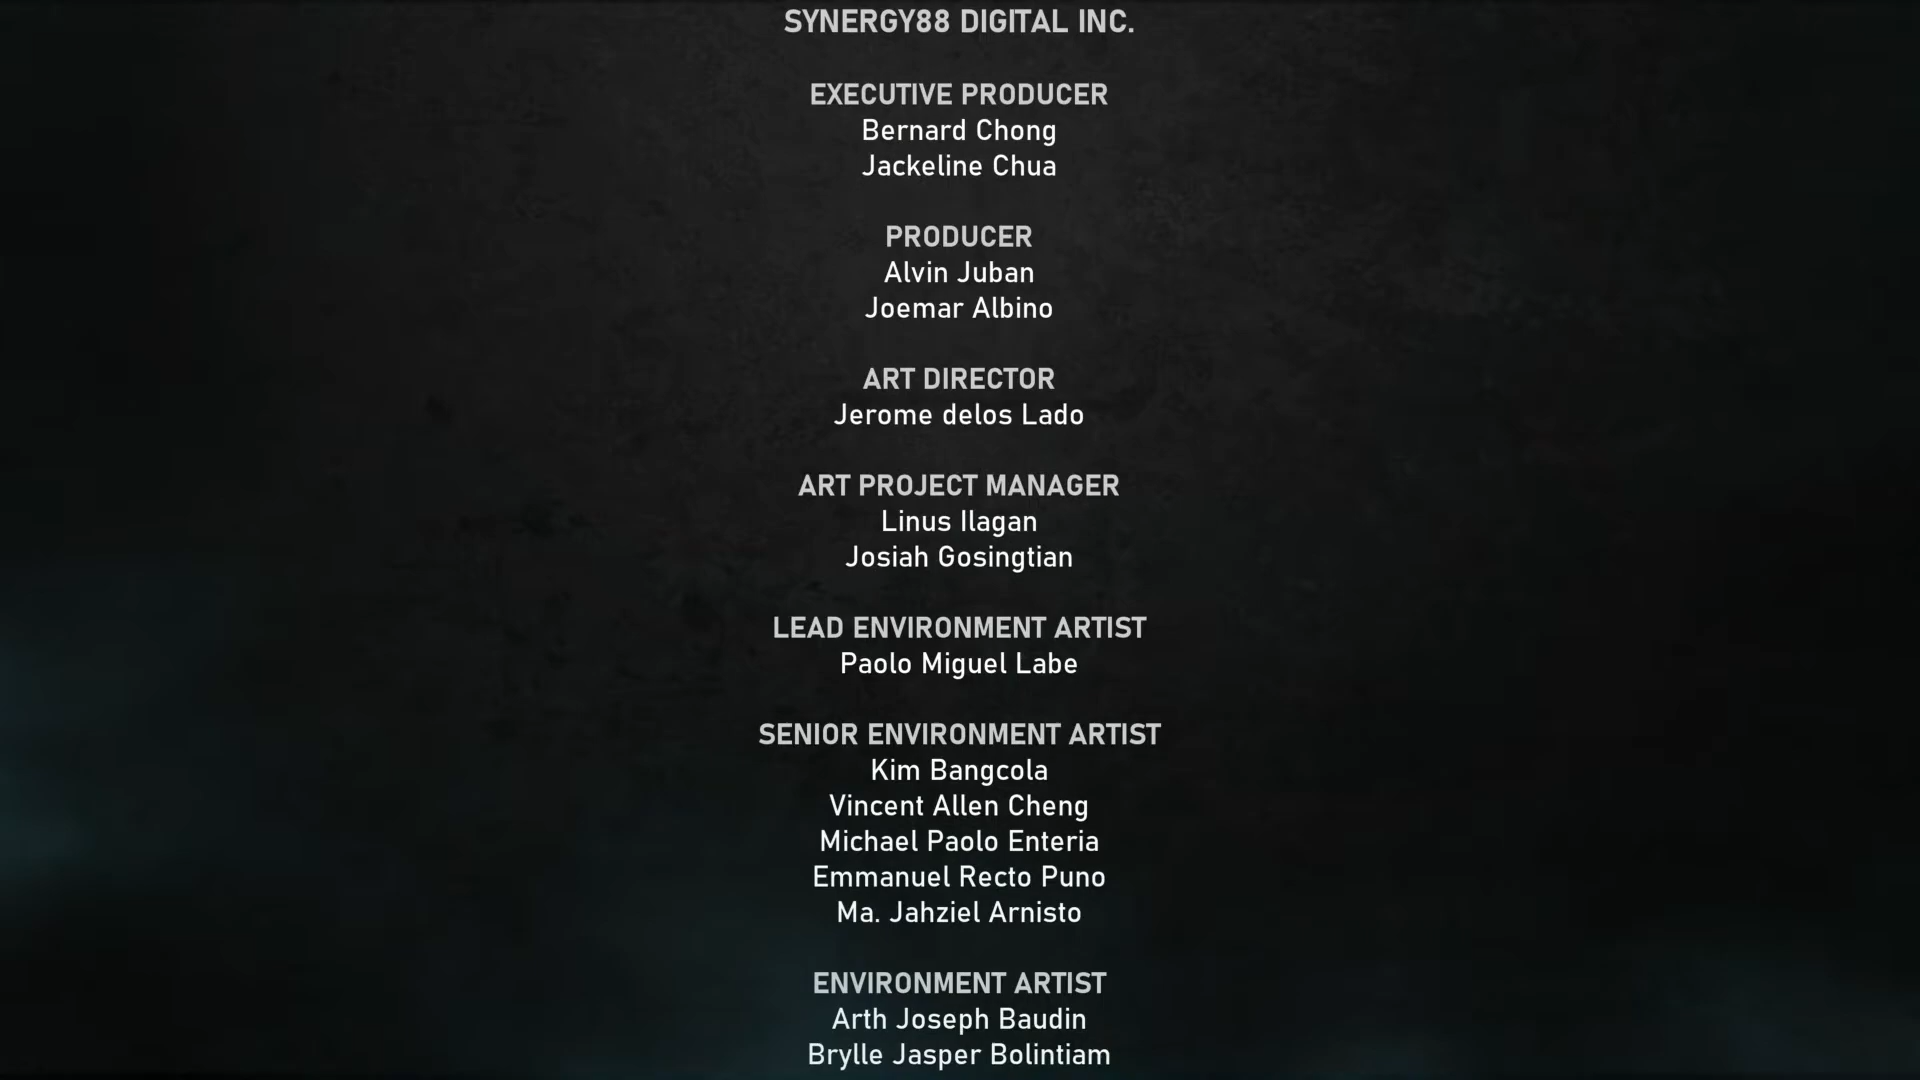 SYNERGY88 DIGITAL INC.
EXECUTIVE PRODUCER
Bernard Chong
Jackeline Chua
PRODUCER
Alvin Juban
Joemar Albino
ART DIRECTOR
Jerome delos Lado
ART PROJECT MANAGER
Linus Ilagan
Josiah Gosingtian
LEAD ENVIRONMENT ARTIST
Paolo Miguel Labe
SENIOR ENVIRONMENT ARTIST
Kim Bangcola
Vincent Allen Cheng
Michael Paolo Enteria
Emmanuel Recto Puno
Ma. Jahziel Arnisto
ENVIRONMENT ARTIST
Arth Joseph Baudin
Brylle Jasper Bolintiam